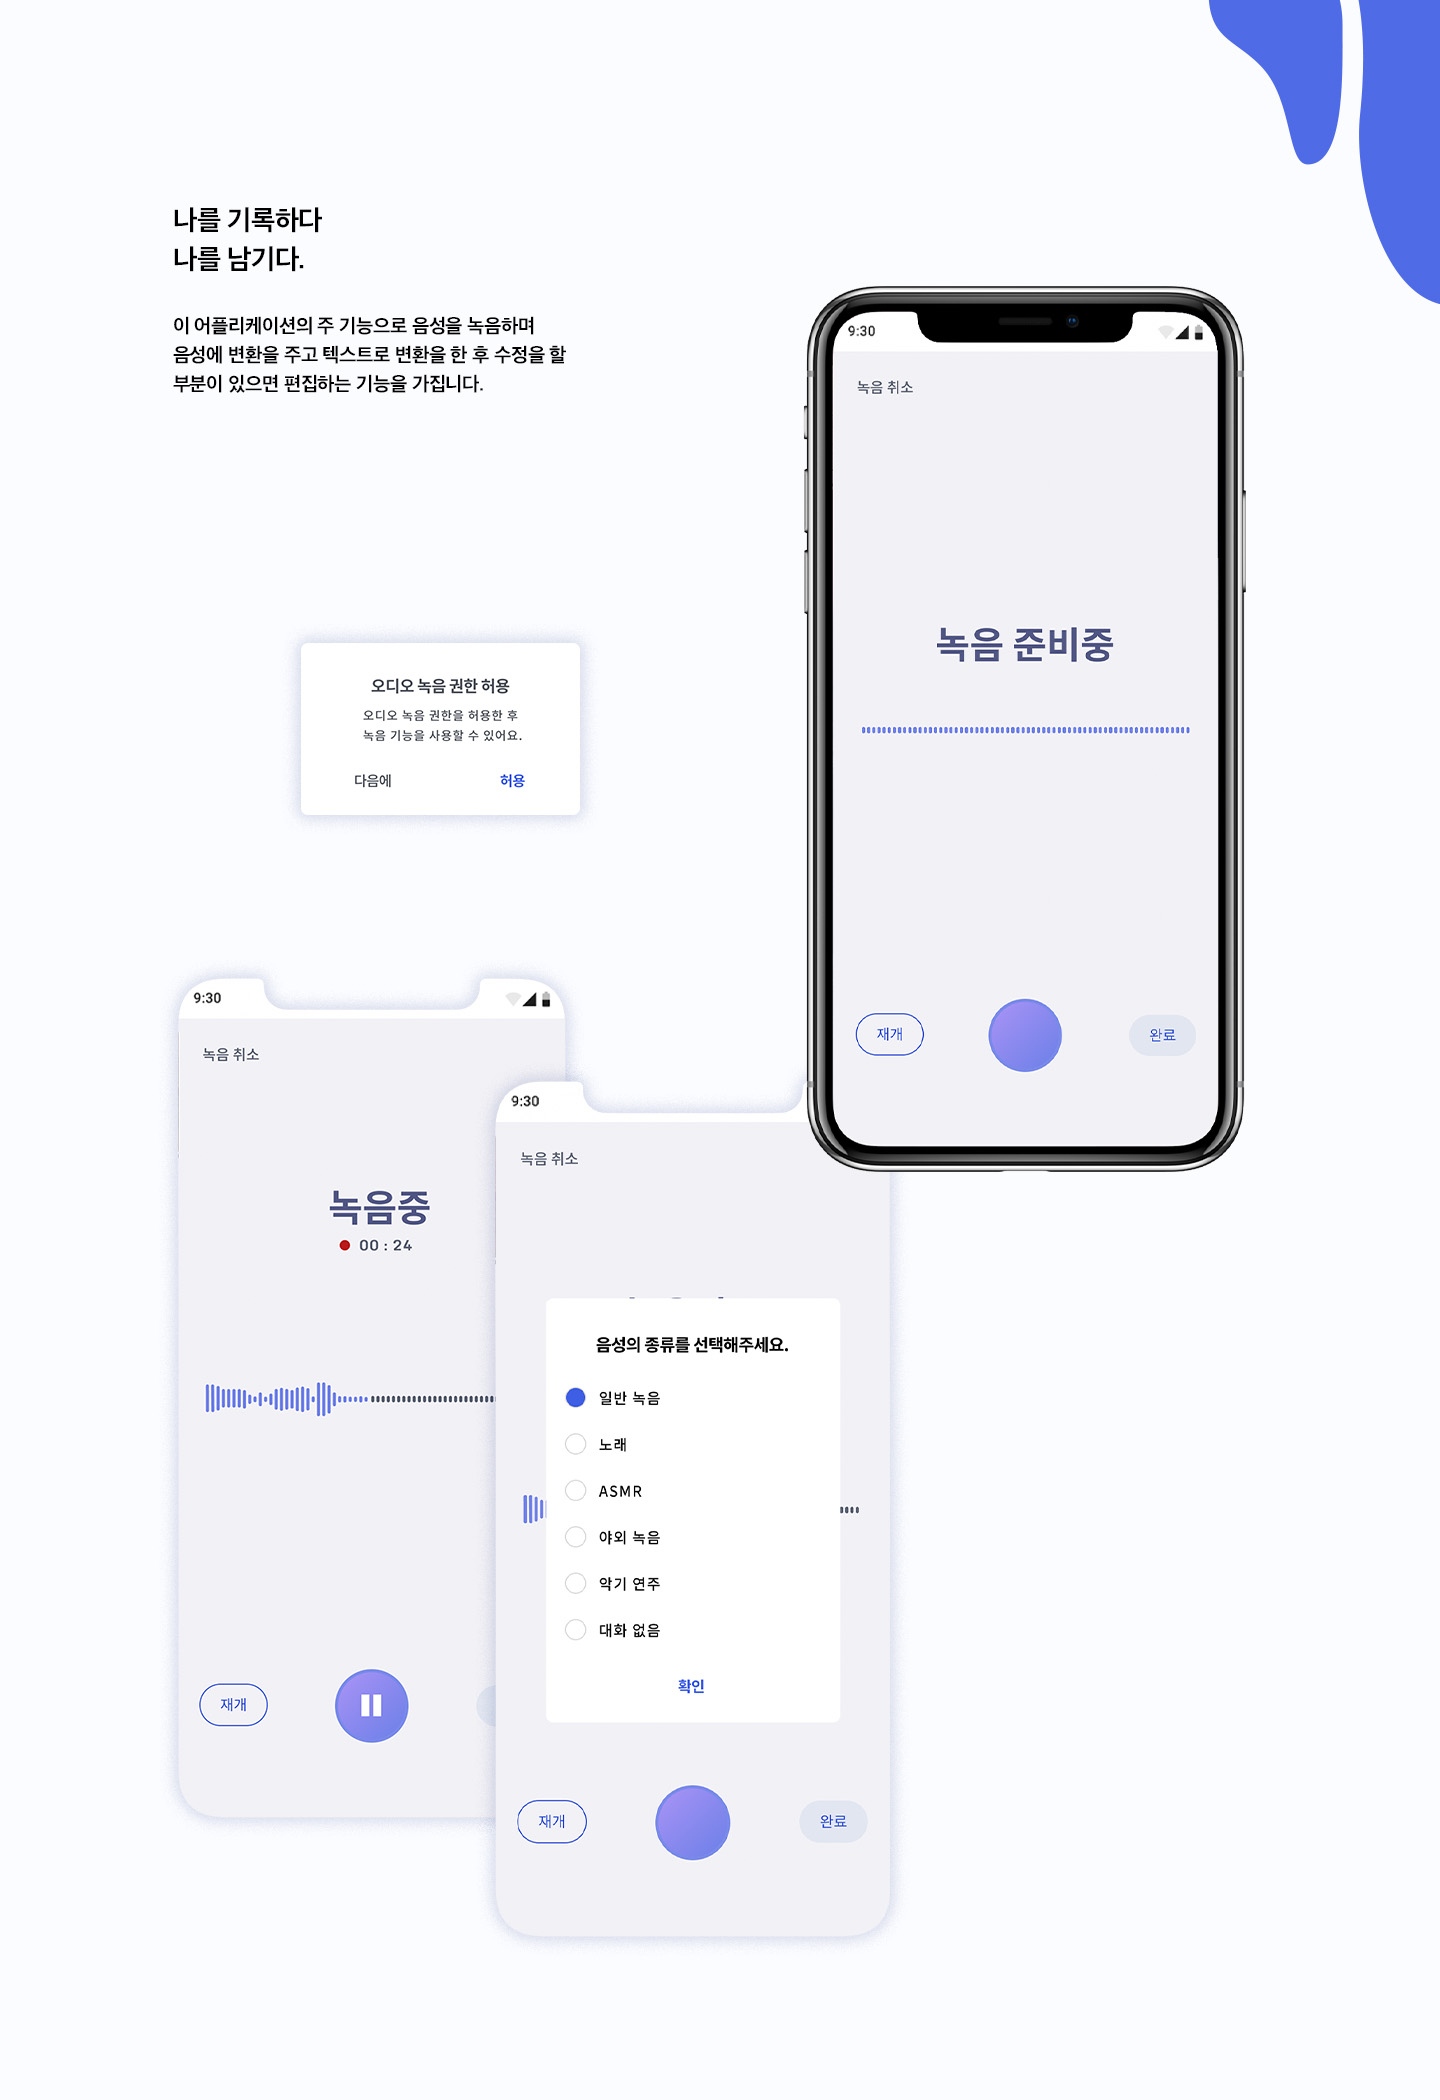 나를 기록하다
나를 남기다.
이 어플리케이션의 주 기능으로 음성을 녹음하며
음성에 변환을 주고 텍스트로 변환을 한 후 수정을 할
부분이 있으면 편집하는 기능을 가집니다.
9:30
녹음 취소
녹음 준비중
재개
완료
오디오 녹음 권한 허용
오디오 녹음 권한을 허용한 후
녹음 기능을 사용할 수 있어요.
다음에
허용
9:30
녹음 취소
녹음중
00 : 24
재개
9:30
녹음 취소
음성의 종류를 선택해주세요.
일반 녹음
노래
ASMR
야외 녹음
악기 연주
대화 없음
확인
재개
완료